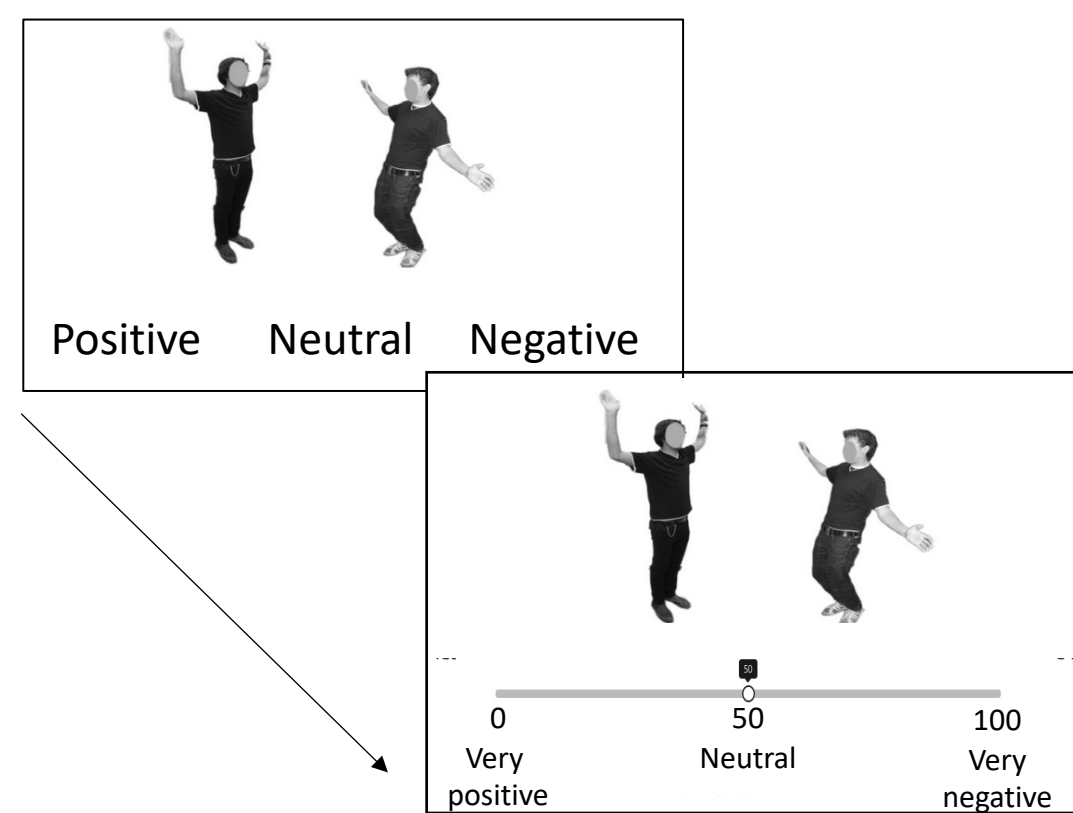 Positive Neutral Negative
50
0 50 100
Very positive
Neutral
Very negative